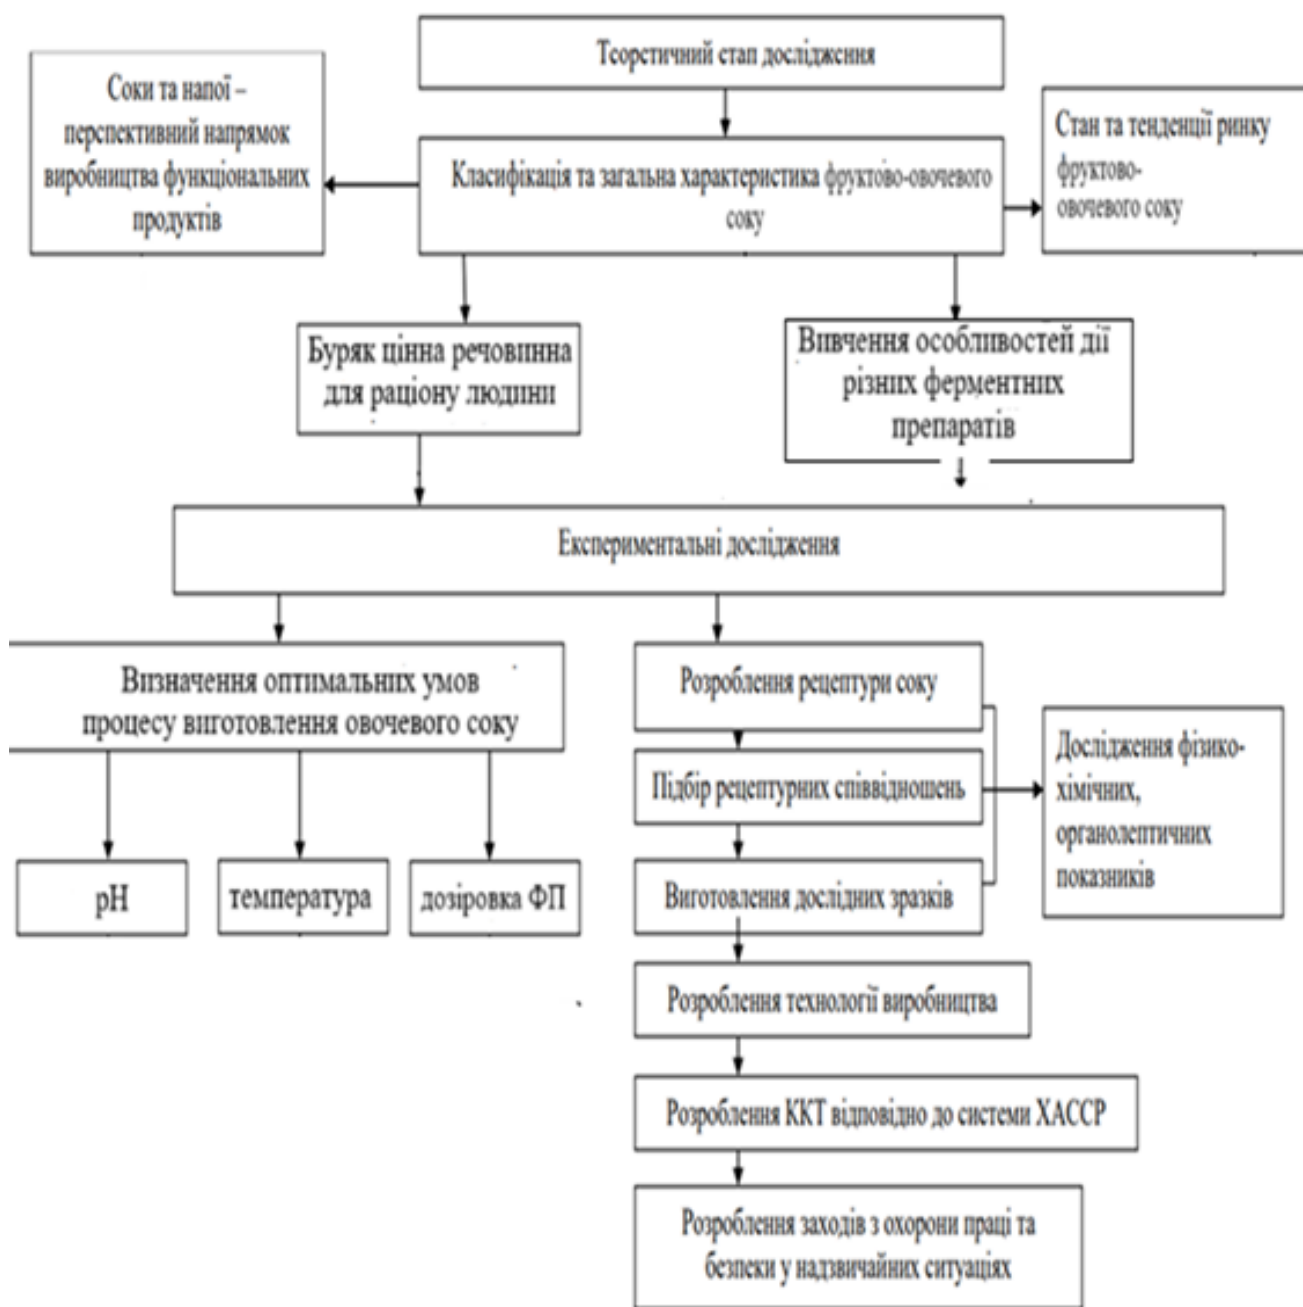 Теоретичний етап дослідження
Соки та напої –
перспективний напрямок
виробництва функціональних
продуктів
Класифікація та загальна характеристика фруктово-овочевого
соку
Стан та тенденції ринку
фруктово-
овочевого соку
Буряк цінна речовинна
для раціону людини
Вивчення особливостей дії
різних ферментних
препаратів
Експериментальні дослідження
Визначення оптимальних умов
процесу виготовлення овочевого соку
pH
температура
дозіровка ФП
Розроблення рецептури соку
Підбір рецептурних співвідношень
Виготовлення дослідних зразків
Дослідження фізико-
хімічних,
органолептичних
показників
Розроблення технології виробництва
Розроблення ККТ відповідно до системи ХАССР
Розроблення заходів з охорони праці та
безпеки у надзвичайних ситуаціях